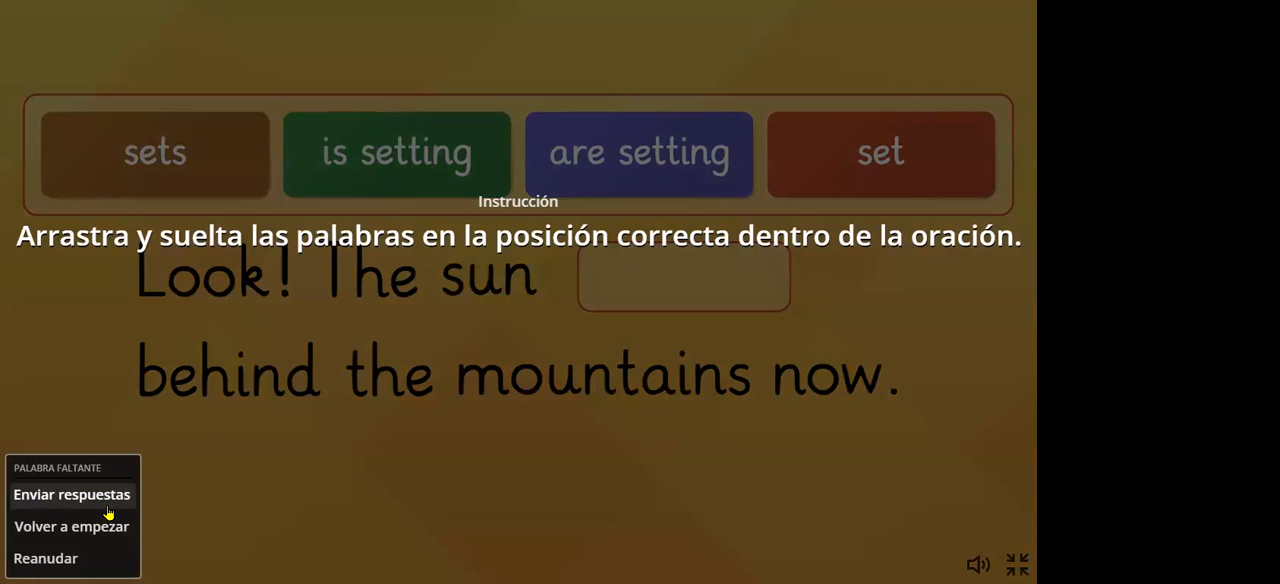 sets
is setting
are setting
set
Instrucción
Arrastra y suelta las palabras en la posición correcta dentro de la oración.
Look! The sun
behind the mountains now.
PALABRA FALTANTE
Enviar respuestas
Volver a empezar
Reanudar